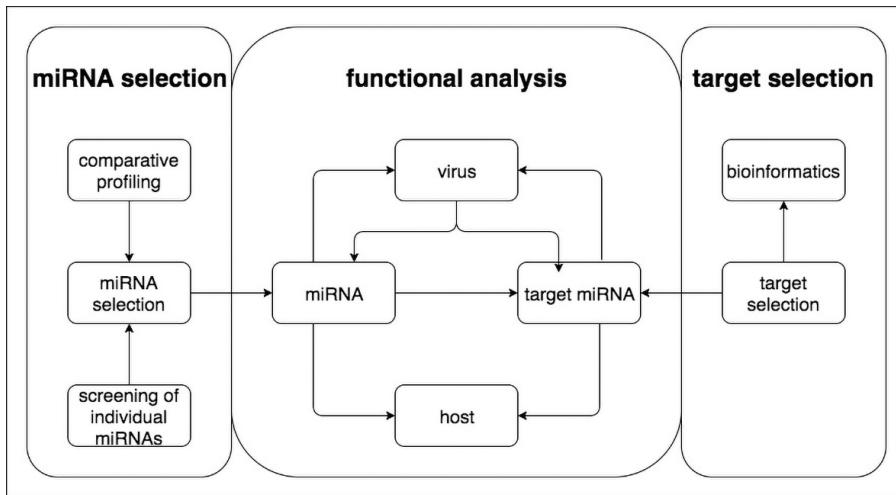 miRNA selection
functional analysis
target selection
comparative
profiling
virus
bioinformatics
miRNA
selection
miRNA
target miRNA
target
selection
screening of
individual
miRNAs
host